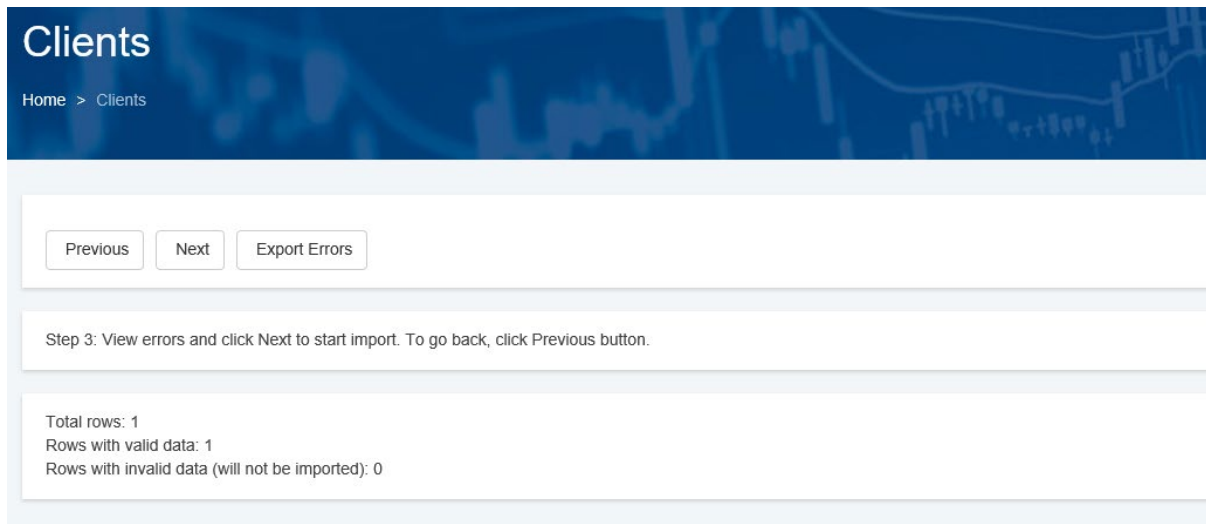 Clients
Home > Clients
Previous Next Export Errors
Step 3: View errors and click Next to start import. To go back, click Previous button.
Total rows: 1
Rows with valid data: 1
Rows with invalid data (will not be imported): 0